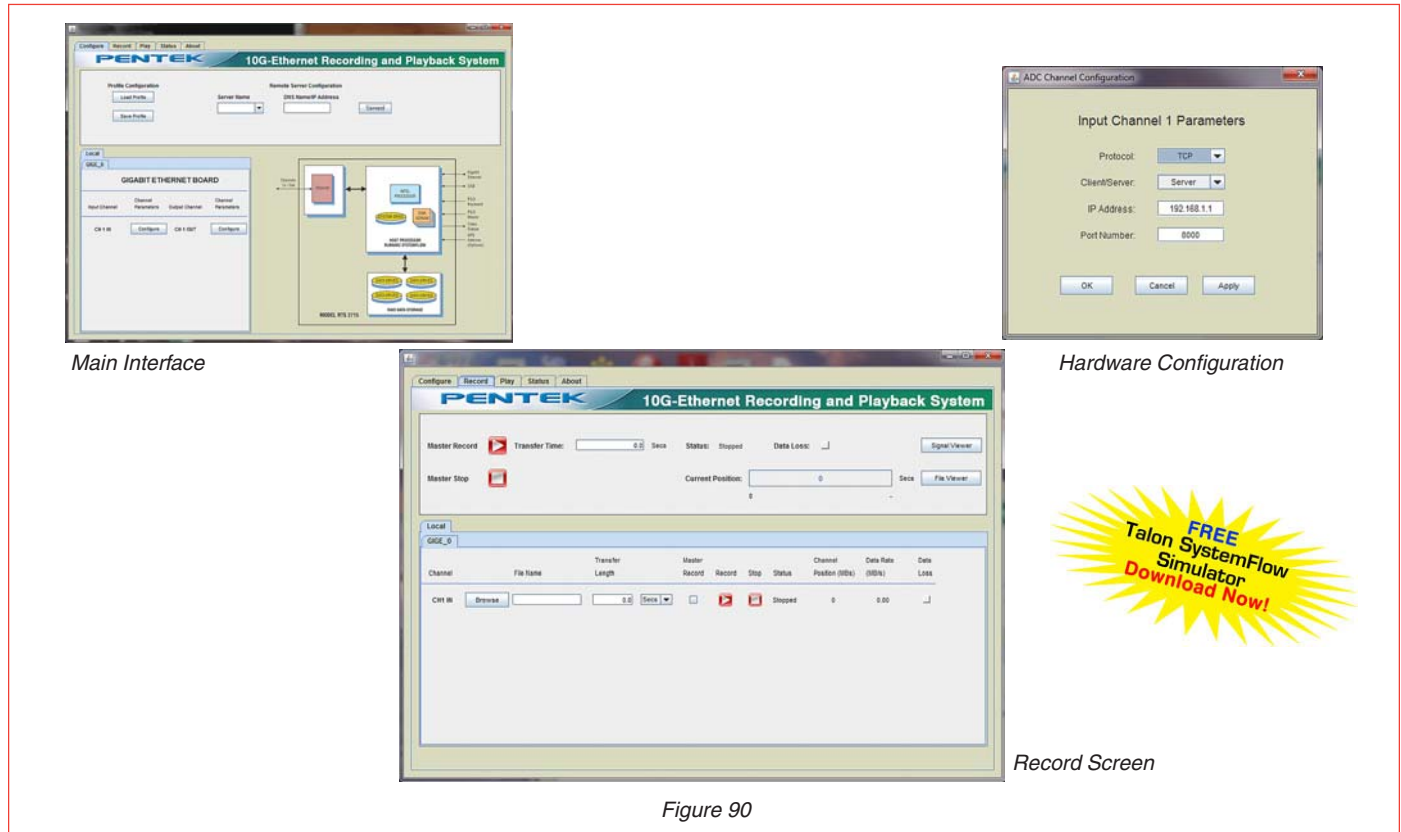 Configure Record Play Status About
PENTEK 10G-Ethernet Recording and Playback System
Profile Configuration
Load Profile
Save Profile
Remote Server Configuration
Server Name
DNS Name/IP Address
Connect
Local
GIGE_0
GIGABIT ETHERNET BOARD
Input Channel
Channel Parameters
Output Channel
Channel Parameters
CH 1 IN Configure CH 1 OUT Configure
INTEL PROCESSOR
HOST PROCESSOR RUNNING SYSTEMFLOW
RAID DATA STORAGE
Main Interface
ADC Channel Configuration
Input Channel 1 Parameters
Protocol: TCP
Client/Server: Server
IP Address: 192.168.1.1
Port Number: 8000
OK Cancel Apply
Hardware Configuration
Configure Record Play Status About
PENTEK 10G-Ethernet Recording and Playback System
Master Record Transfer Time: 0.0 Secs Status: Stopped Data Loss: Signal Viewer
Master Stop Current Position: 0 Secs File Viewer
0 -
Local
GIGE_0
Channel File Name Transfer Length Master Record Record Stop Status Channel Position (MBs) Data Rate (MB/s) Data Loss
CH1 IN Browse 0.0 Secs Stopped 0 0.00
Record Screen
FREE
Talon SystemFlow
Simulator
Download Now!
Figure 90